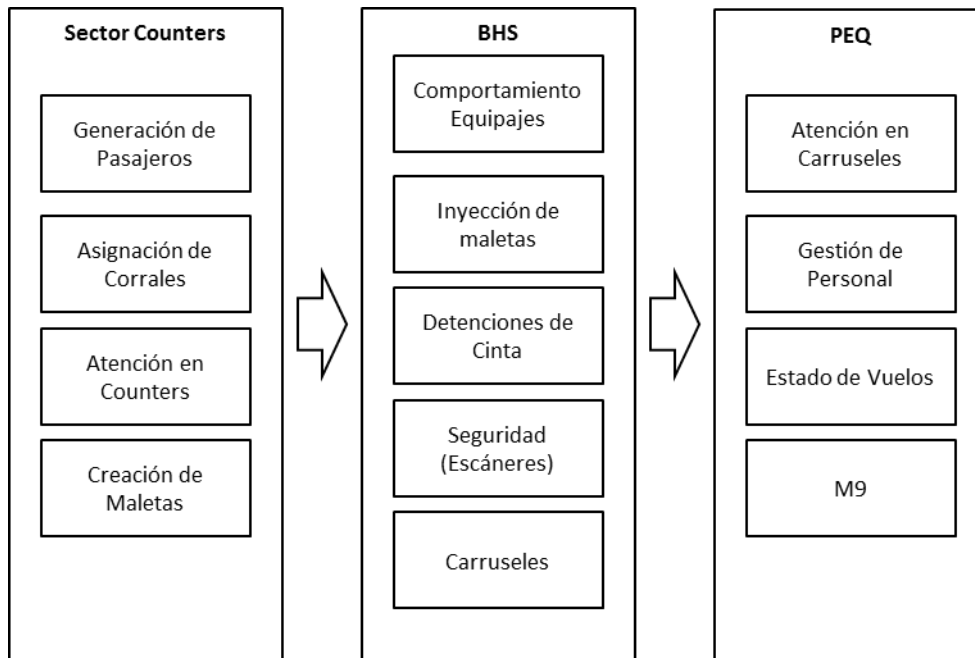 Sector Counters
Generación de
Pasajeros
Asignación de
Corrales
Atención en
Counters
Creación de
Maletas
BHS
Comportamiento
Equipajes
Inyección de
maletas
Detenciones de
Cinta
Seguridad
(Escáneres)
Carruseles
PEQ
Atención en
Carruseles
Gestión de
Personal
Estado de Vuelos
M9